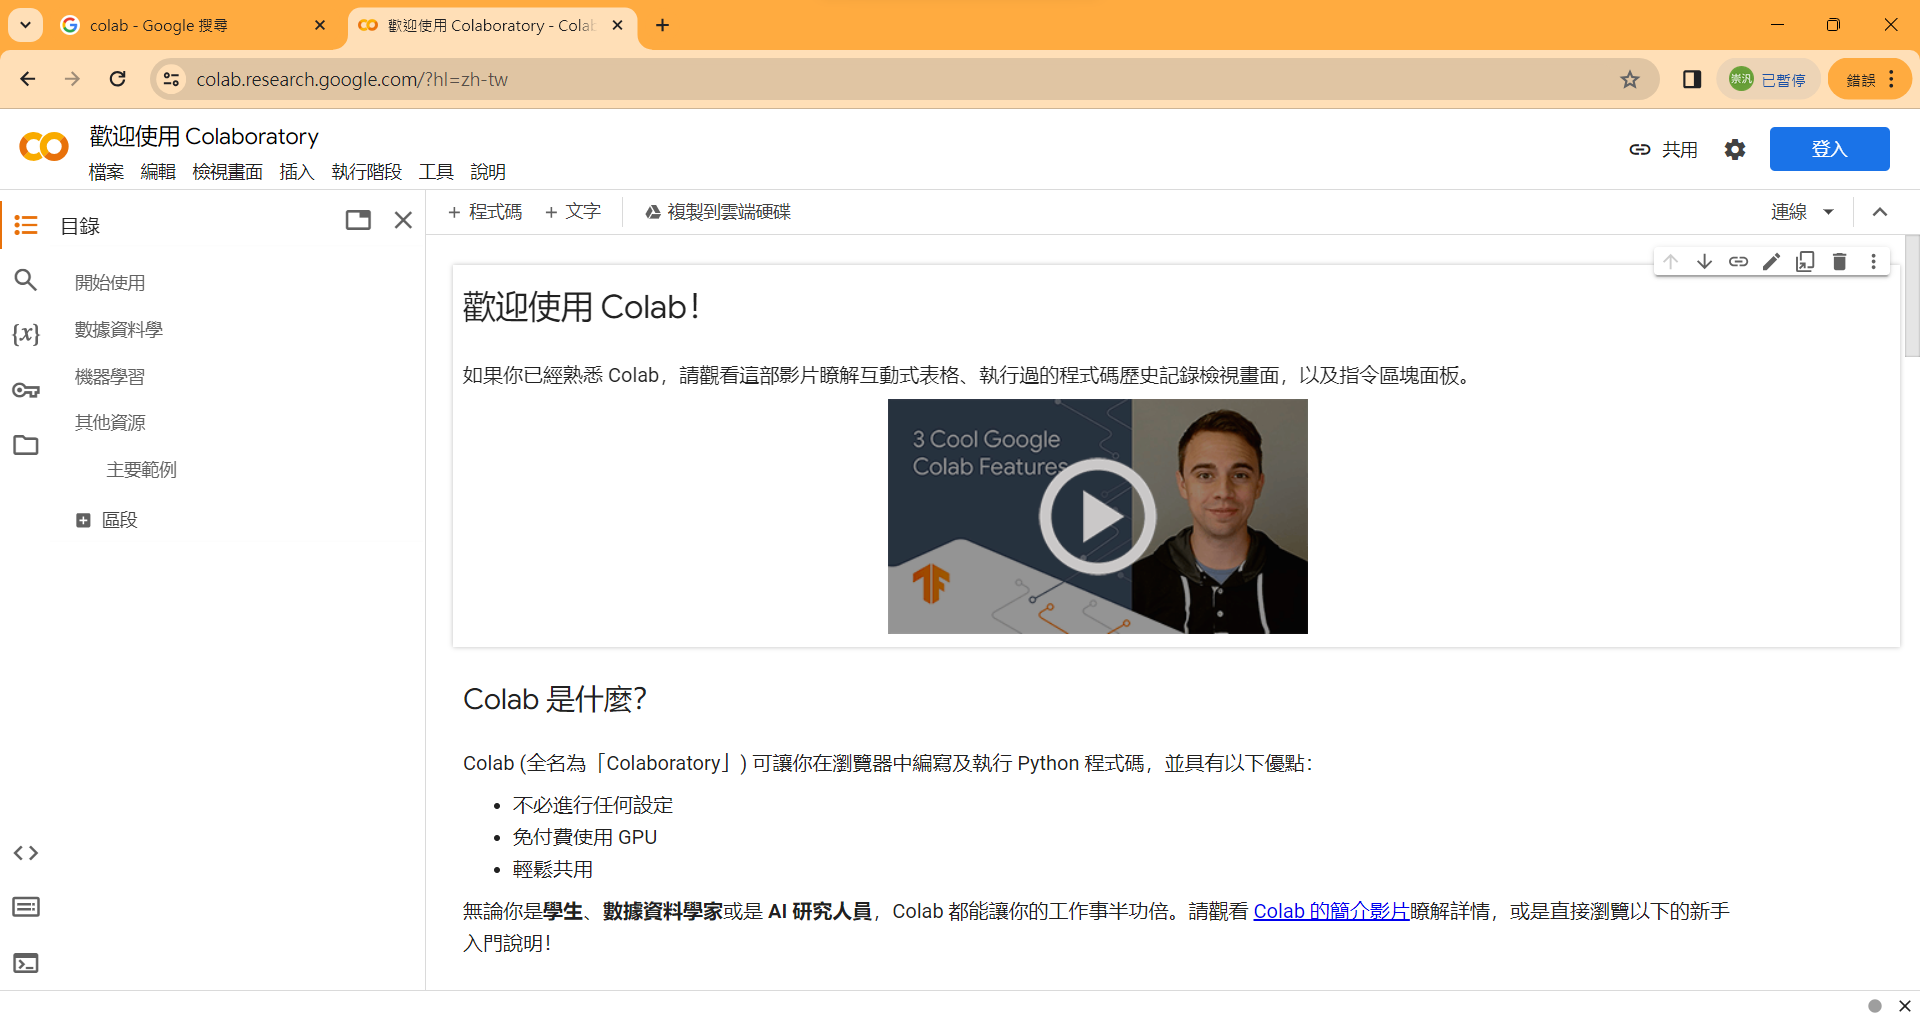 colab - Google 搜尋
歡迎使用 Colaboratory - Colab
colab.research.google.com/?hl=zh-tw
崇汎 已暫停
錯誤
歡迎使用 Colaboratory
檔案 編輯 檢視畫面 插入 執行階段 工具 說明
共用
登入
目錄
+ 程式碼 + 文字 複製到雲端硬碟
連線
開始使用
數據資料學
機器學習
其他資源
主要範例
區段
{x}
歡迎使用 Colab！
如果你已經熟悉 Colab，請觀看這部影片瞭解互動式表格、執行過的程式碼歷史記錄檢視畫面，以及指令區塊面板。
3 Cool Google
Colab Features
Colab 是什麼？
Colab (全名為「Colaboratory」) 可讓你在瀏覽器中編寫及執行 Python 程式碼，並具有以下優點：
• 不必進行任何設定
• 免付費使用 GPU
• 輕鬆共用
無論你是學生、數據資料學家或是 AI 研究人員，Colab 都能讓你的工作事半功倍。請觀看 Colab 的簡介影片瞭解詳情，或是直接瀏覽以下的新手
入門說明！